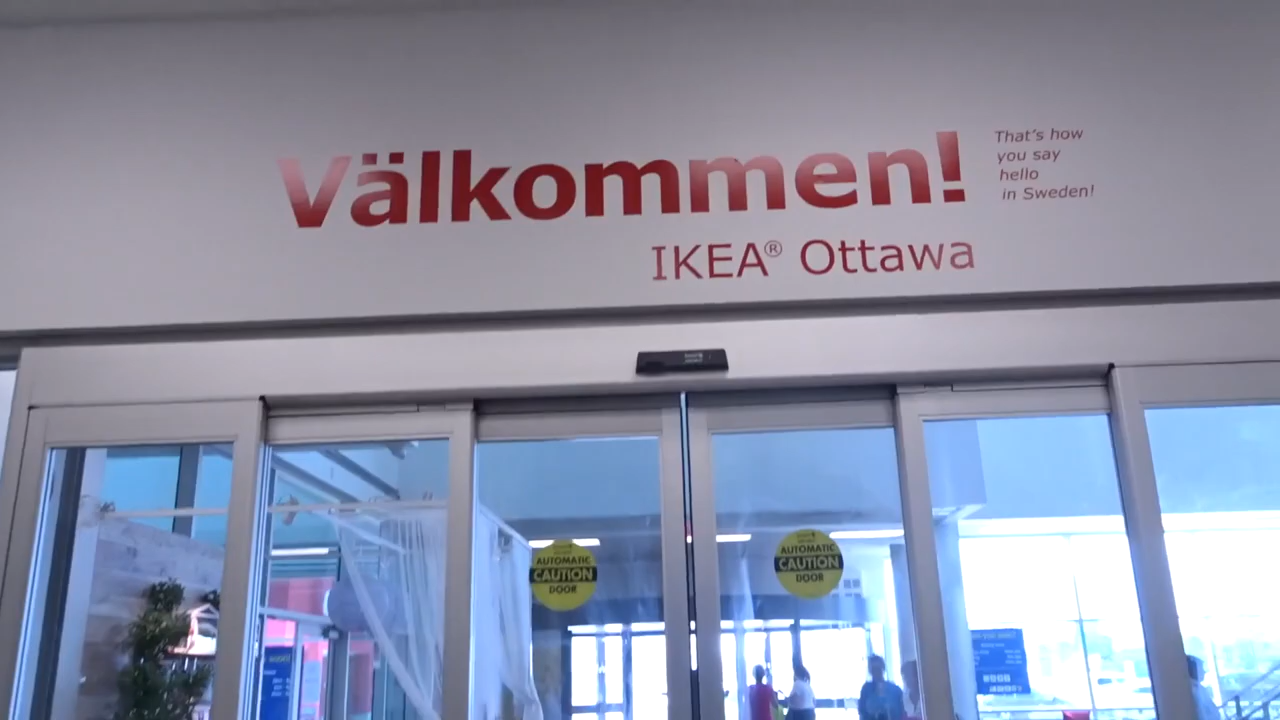 Välkommen!
That's how
you say
hello
in Sweden!
IKEA® Ottawa
AUTOMATIC
CAUTION
DOOR
AUTOMATIC
CAUTION
DOOR